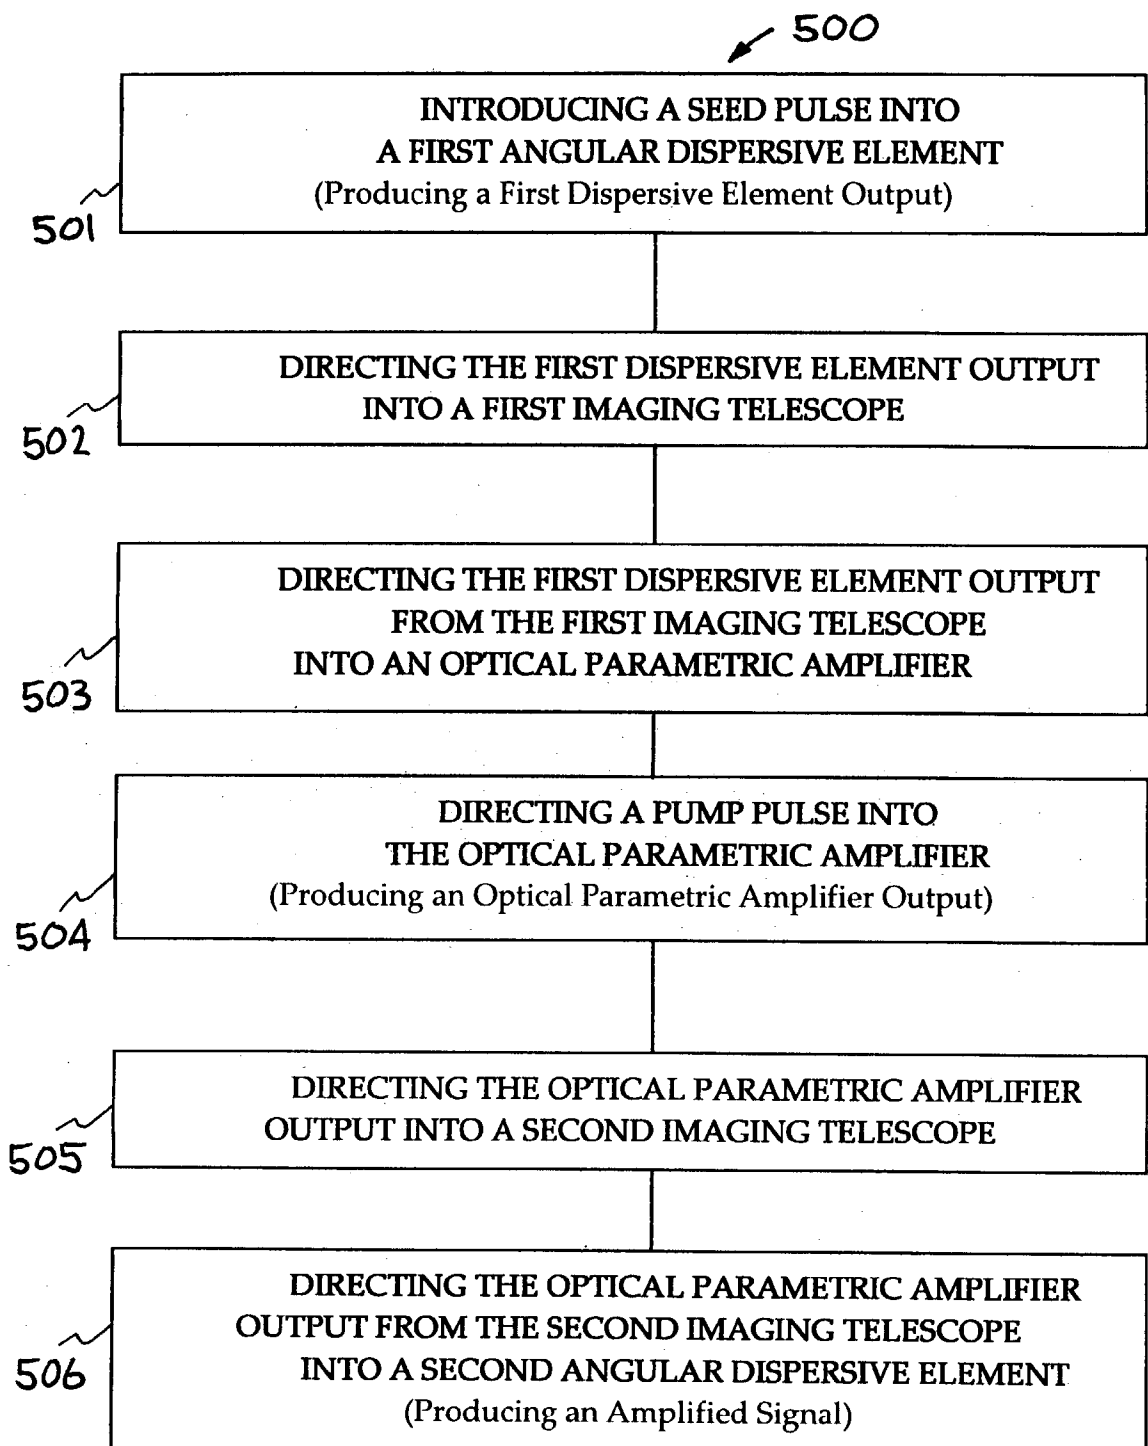 500
INTRODUCING A SEED PULSE INTO
A FIRST ANGULAR DISPERSIVE ELEMENT
(Producing a First Dispersive Element Output)
501
DIRECTING THE FIRST DISPERSIVE ELEMENT OUTPUT
INTO A FIRST IMAGING TELESCOPE
502
DIRECTING THE FIRST DISPERSIVE ELEMENT OUTPUT
FROM THE FIRST IMAGING TELESCOPE
INTO AN OPTICAL PARAMETRIC AMPLIFIER
503
DIRECTING A PUMP PULSE INTO
THE OPTICAL PARAMETRIC AMPLIFIER
(Producing an Optical Parametric Amplifier Output)
504
DIRECTING THE OPTICAL PARAMETRIC AMPLIFIER
OUTPUT INTO A SECOND IMAGING TELESCOPE
505
DIRECTING THE OPTICAL PARAMETRIC AMPLIFIER
OUTPUT FROM THE SECOND IMAGING TELESCOPE
INTO A SECOND ANGULAR DISPERSIVE ELEMENT
(Producing an Amplified Signal)
506